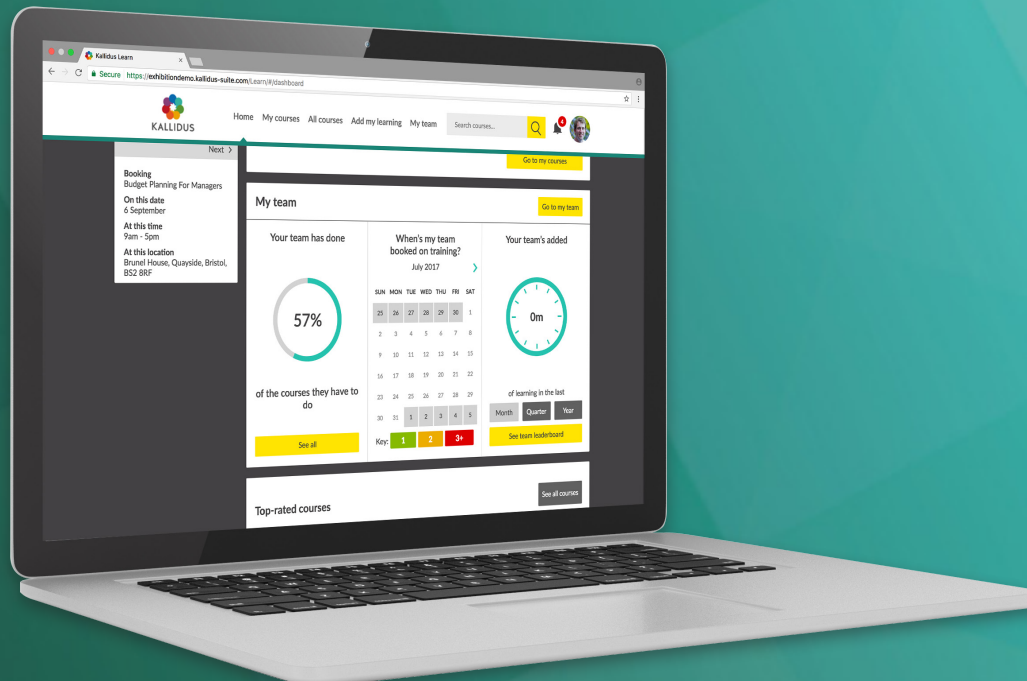 Kallidus Learn
Secure https://exhibitiondemo.kallidus-suite.com/Learn/#/dashboard
KALLIDUS
Home My courses All courses Add my learning My team Search courses... 4
Next >
Go to my courses
Booking
Budget Planning For Managers
On this date
6 September
At this time
9am - 5pm
At this location
Brunel House, Quayside, Bristol,
BS2 8RF
My team
Go to my team
Your team has done
57%
of the courses they have to
do
See all
When's my team
booked on training?
July 2017 >
SUN MON TUE WED THU FRI SAT
25 26 27 28 29 30 1
2 3 4 5 6 7 8
9 10 11 12 13 14 15
16 17 18 19 20 21 22
23 24 25 26 27 28 29
30 31 1 2 3 4 5
Key: 1 2 3+
Your team's added
0m
of learning in the last
Month Quarter Year
See team leaderboard
Top-rated courses
See all courses